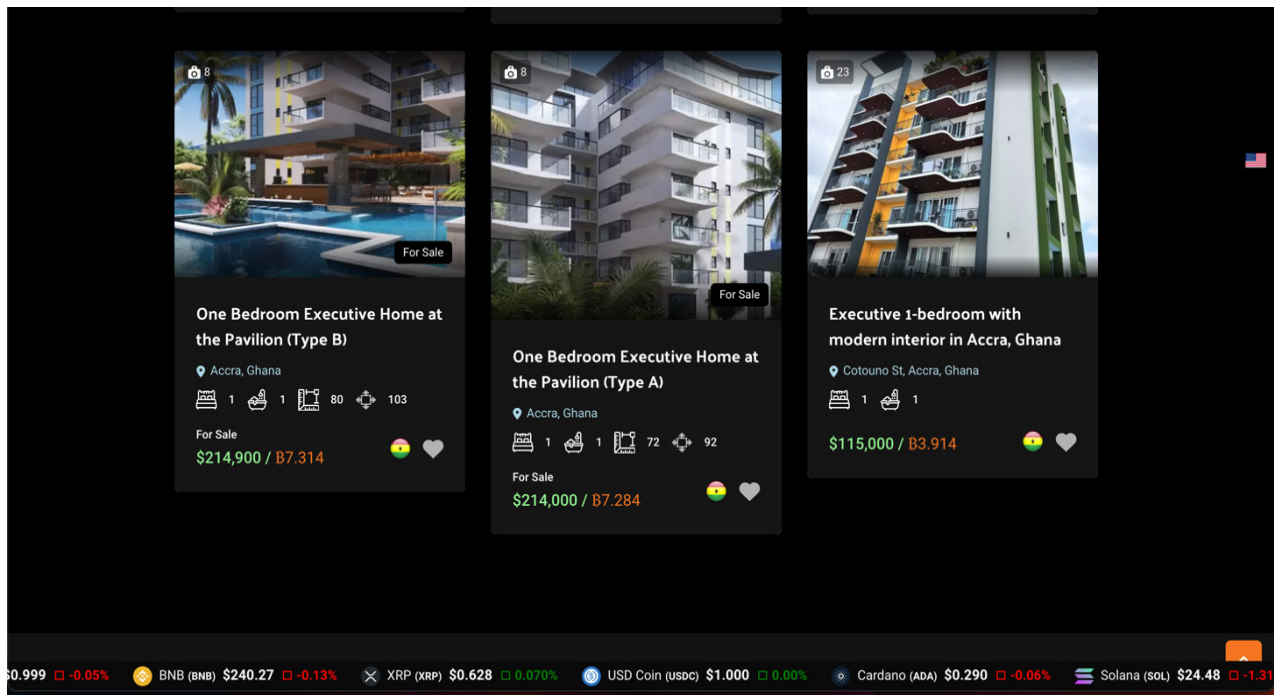 8
For Sale
One Bedroom Executive Home at
the Pavilion (Type B)
Accra, Ghana
1 1 80 103
For Sale
$214,900 / ₿7.314
8
For Sale
One Bedroom Executive Home at
the Pavilion (Type A)
Accra, Ghana
1 1 72 92
For Sale
$214,000 / ₿7.284
23
Executive 1-bedroom with
modern interior in Accra, Ghana
Cotouno St, Accra, Ghana
1 1
$115,000 / ₿3.914
$0.999 -0.05% BNB (BNB) $240.27 -0.13% XRP (XRP) $0.628 0.070% USD Coin (USDC) $1.000 0.00% Cardano (ADA) $0.290 -0.06% Solana (SOL) $24.48 -1.31